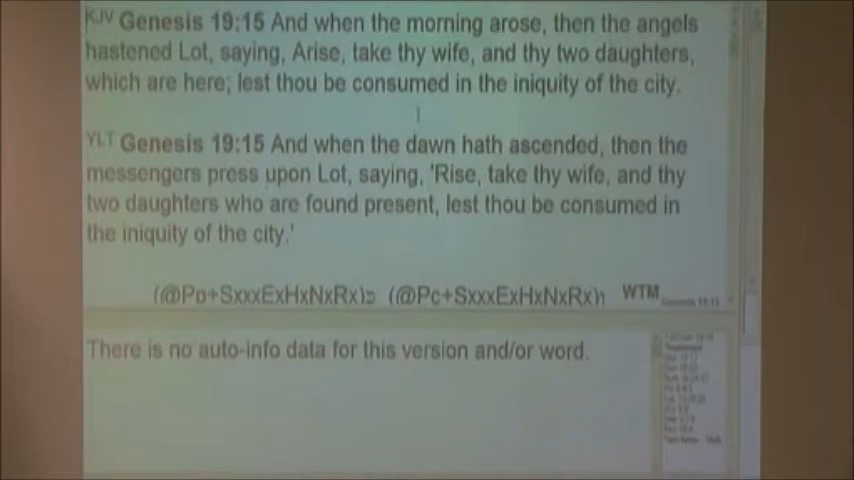 KJV Genesis 19:15 And when the morning arose, then the angels
hastened Lot, saying, Arise, take thy wife, and thy two daughters,
which are here; lest thou be consumed in the iniquity of the city.
YLT Genesis 19:15 And when the dawn hath ascended, then the
messengers press upon Lot, saying, 'Rise, take thy wife, and thy
two daughters who are found present, lest thou be consumed in
the iniquity of the city.'
WTM
There is no auto-info data for this version and/or word.